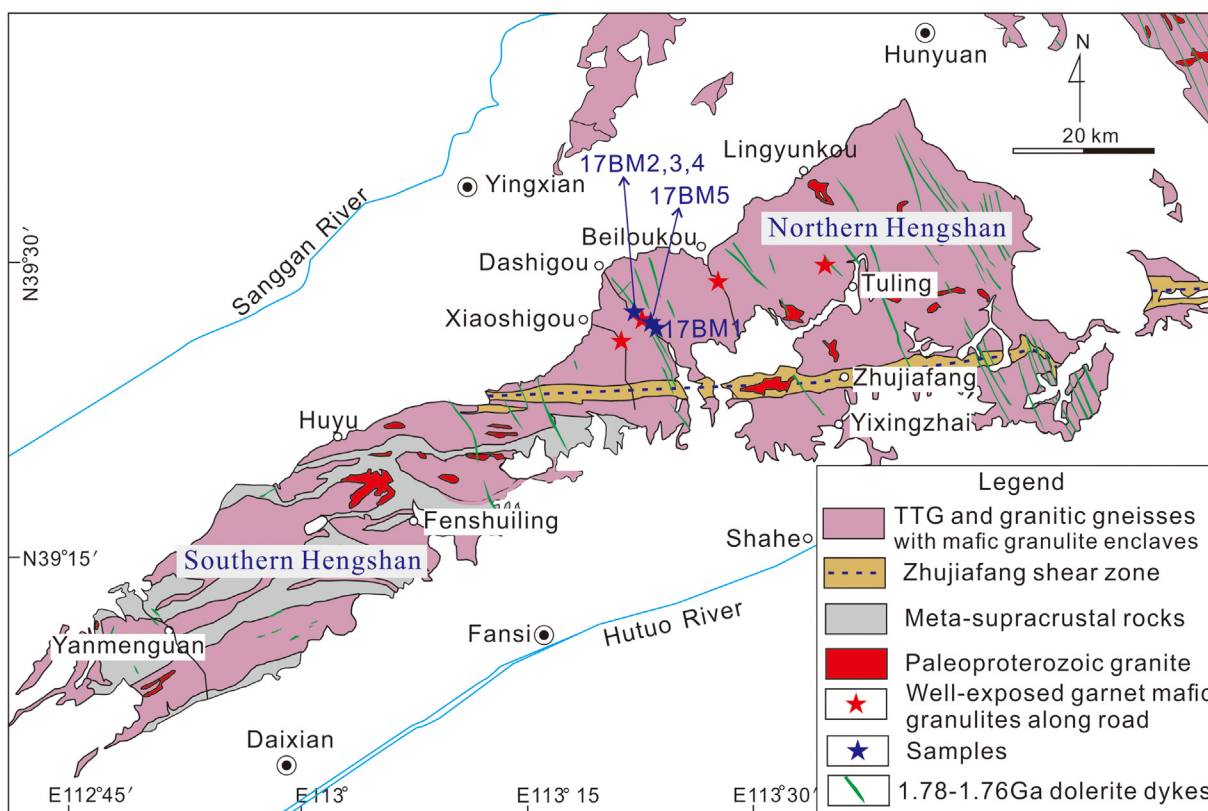 Hunyuan
N
20 km
Lingyunkou
17BM2,3,4
Yingxian
17BM5
Sanggan River
Beiloukou
Northern Hengshan
N39°30′
Dashigou
Tuling
Xiaoshigou
17BM1
Zhujiafang
Huyu
Yixingzhai
Fenshuiling
Shahe
N39°15′
Southern Hengshan
Yanmenguan
Fansi
Hutuo River
Daixian
E112°45′
E113°
E113°15
E113°30
Legend
TTG and granitic gneisses
with mafic granulite enclaves
Zhujiafang shear zone
Meta-supracrustal rocks
Paleoproterozoic granite
Well-exposed garnet mafic
granulites along road
Samples
1.78-1.76Ga dolerite dykes